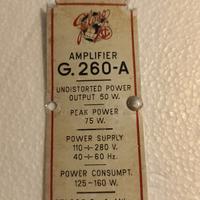 AMPLIFIER
G.260-A
UNDISTORTED POWER
OUTPUT 50 W.
PEAK POWER
75 W.
POWER SUPPLY
110÷280 V.
40÷60 Hz.
POWER CONSUMPT.
125-160 W.